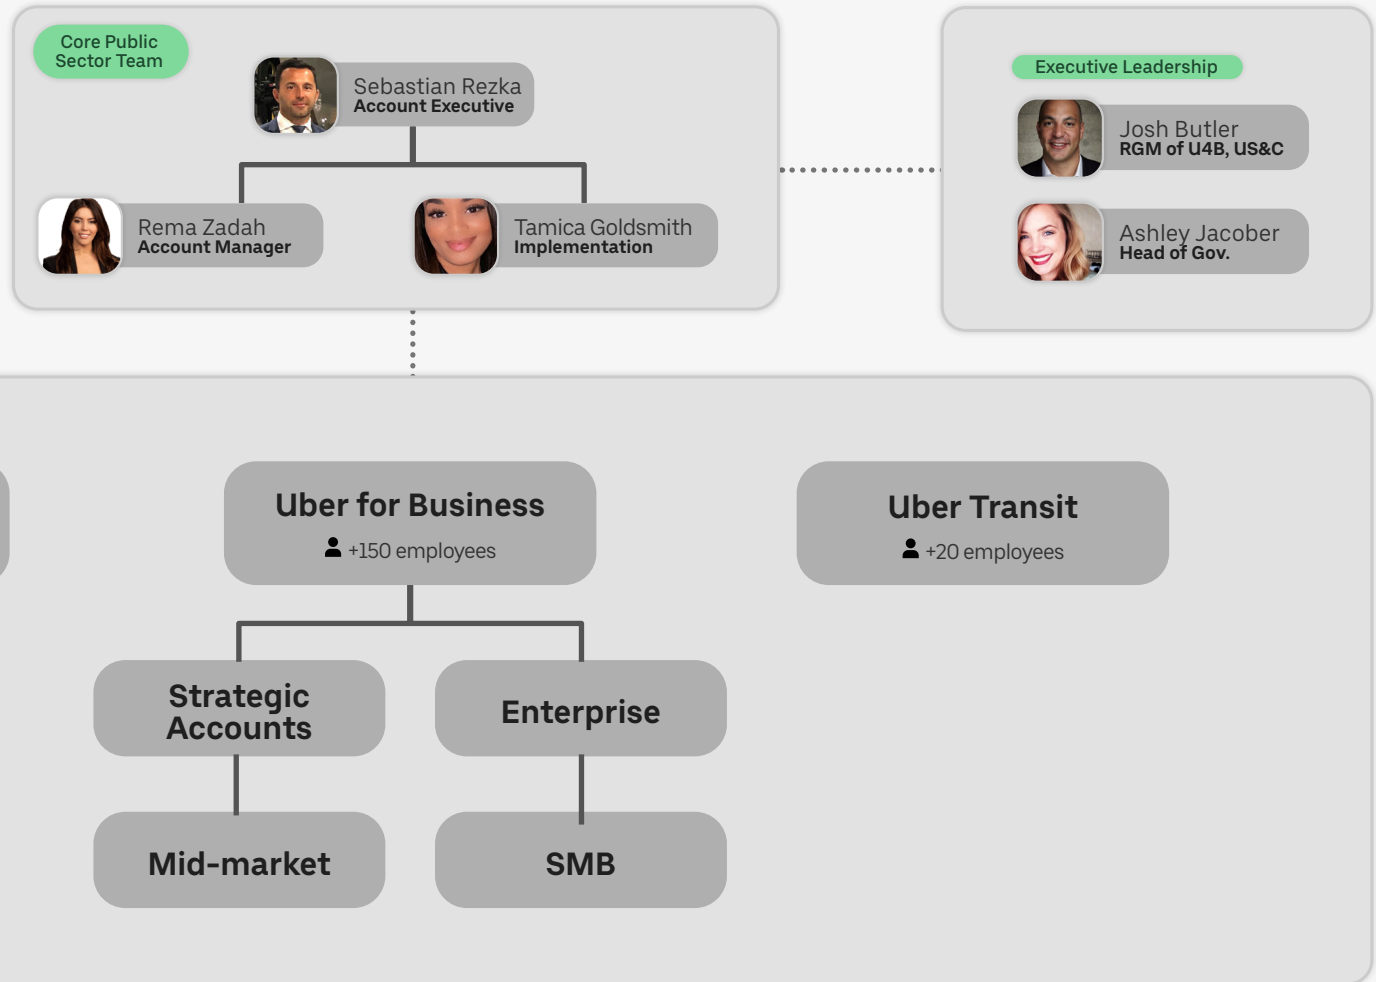 Core Public
Sector Team
Sebastian Rezka
Account Executive
Rema Zadah
Account Manager
Tamica Goldsmith
Implementation
Executive Leadership
Josh Butler
RGM of U4B, US&C
Ashley Jacober
Head of Gov.
Uber for Business
+150 employees
Uber Transit
+20 employees
Strategic
Accounts
Enterprise
Mid-market
SMB